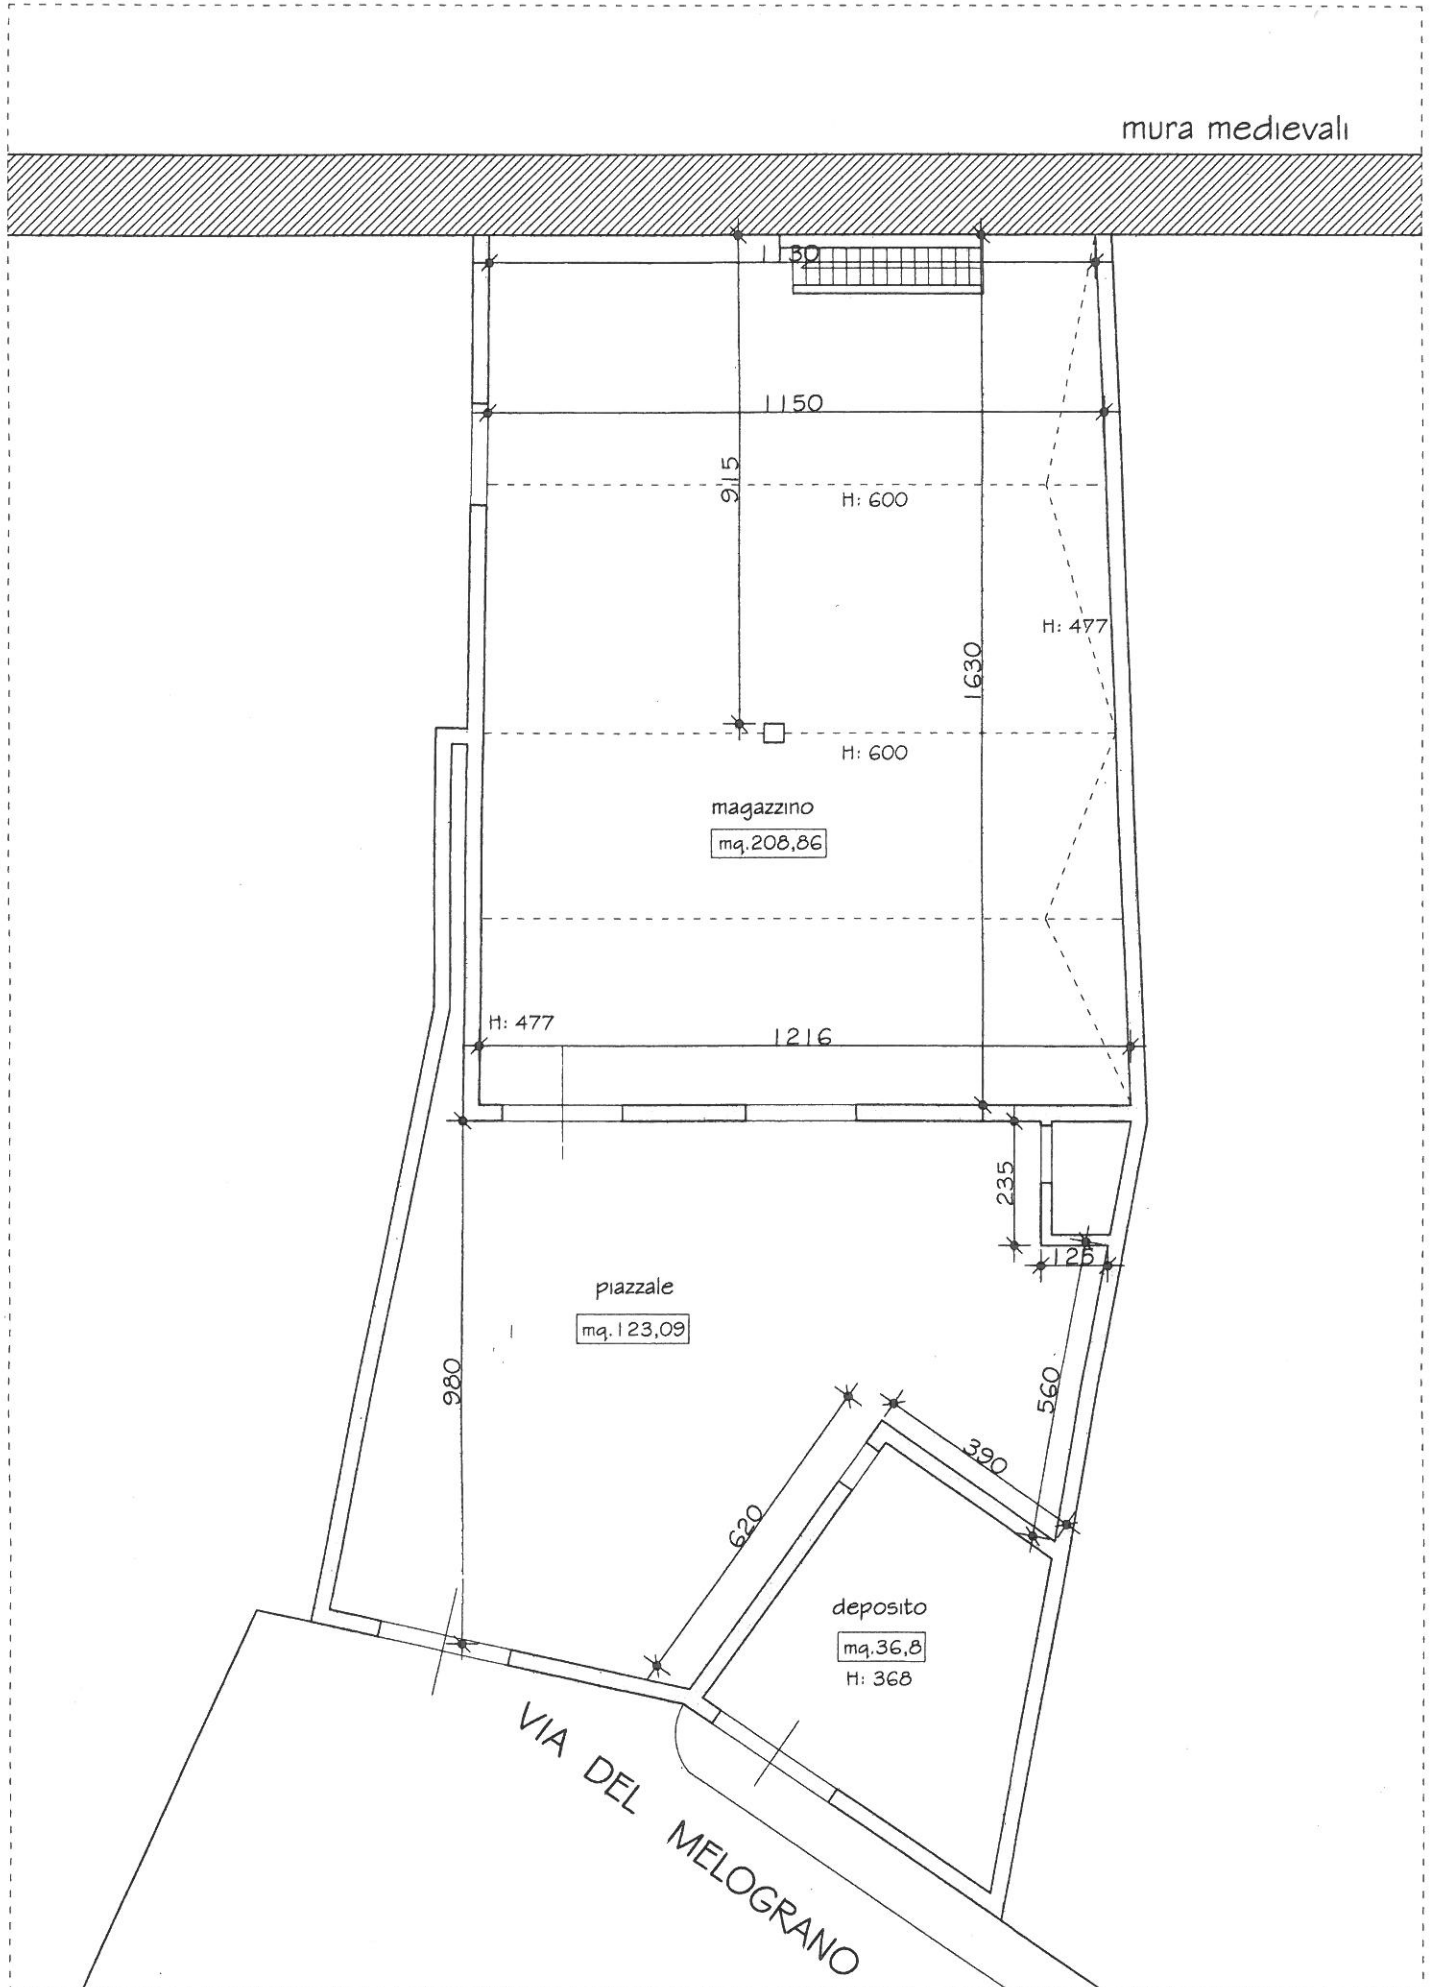 mura medievali
1130
1150
915
H: 600
H: 477
1630
H: 600
magazzino
mq.208,86
H: 477
1216
235
125
piazzale
mq.123,09
980
560
390
620
deposito
mq.36,8
H: 368
VIA DEL MELOGRANO